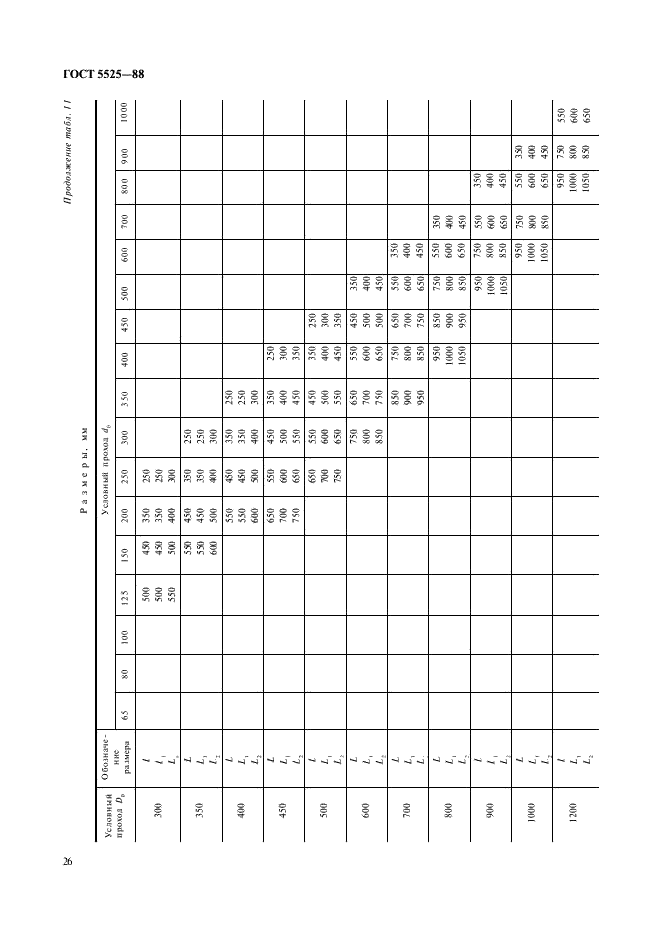 ГОСТ 5525—88
Продолжение табл. 11
Размеры, мм
Условный проход Dр
Обозначение размера
Условный проход dр
65 80 100 125 150 200 250 300 350 400 450 500 600 700 800 900 1000
300
L 500 450 350 250
L1 500 450 350 250
L2 550 500 400 300
350
L 550 450 350 250
L1 550 450 350 250
L2 600 500 400 300
400
L 550 450 350 250
L1 550 450 350 250
L2 600 500 400 300
450
L 650 550 450 350 250
L1 700 600 500 400 300
L2 750 650 550 450 350
500
L 650 550 450 350 250
L1 700 600 500 400 300
L2 750 650 550 450 350
600
L 750 650 550 450 350
L1 800 700 600 500 400
L2 850 750 650 500 450
700
L 850 750 650 550 350
L1 900 800 700 600 400
L2 950 850 750 650 450
800
L 950 850 750 550 350
L1 1000 900 800 600 400
L2 1050 950 850 650 450
900
L 950 750 550 350
L1 1000 800 600 400
L2 1050 850 650 450
1000
L 950 750 550 350
L1 1000 800 600 400
L2 1050 850 650 450
1200
L 950 750 550
L1 1000 800 600
L2 1050 850 650
26